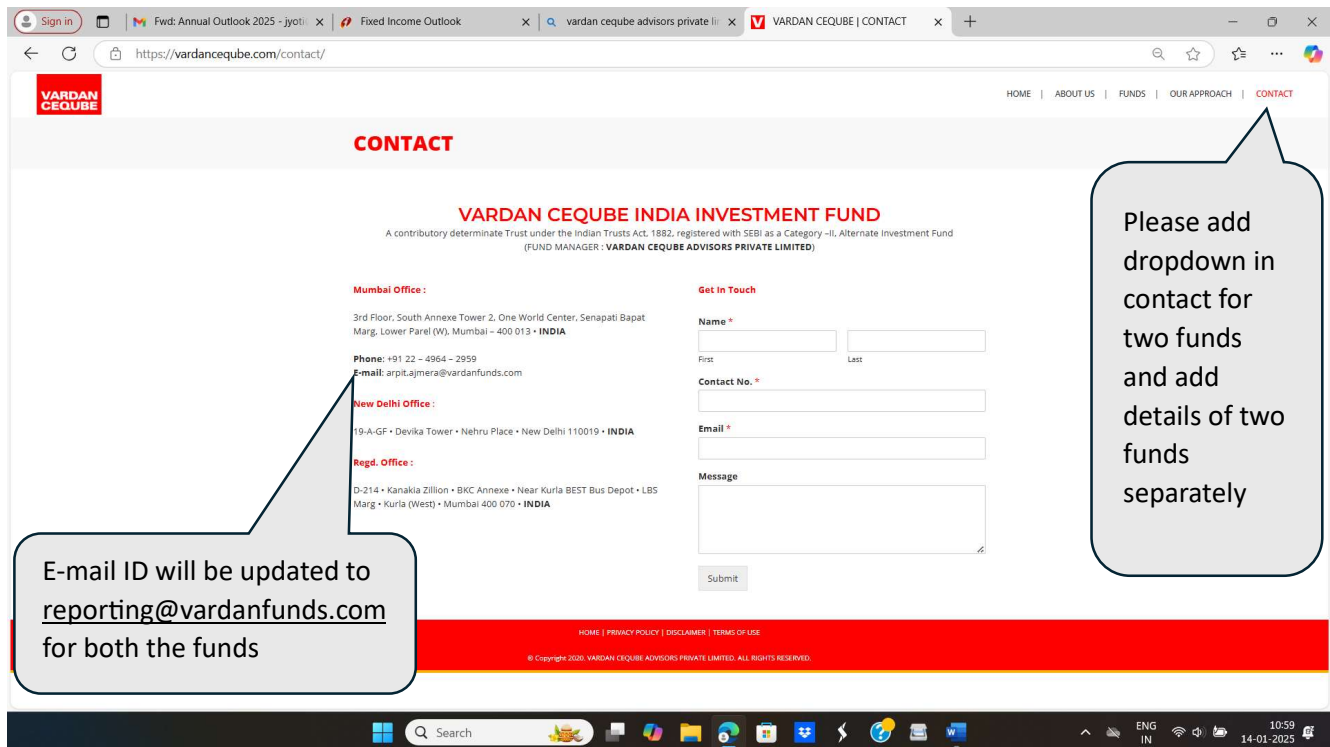 Sign in
Fwd: Annual Outlook 2025 - jyoti
Fixed Income Outlook
vardan ceqube advisors private lin
VARDAN CEQUBE | CONTACT
https://vardanceqube.com/contact/
VARDAN
CEQUBE
HOME | ABOUT US | FUNDS | OUR APPROACH | CONTACT
CONTACT
VARDAN CEQUBE INDIA INVESTMENT FUND
A contributory determinate Trust under the Indian Trusts Act, 1882, registered with SEBI as a Category –II, Alternate Investment Fund
(FUND MANAGER : VARDAN CEQUBE ADVISORS PRIVATE LIMITED)
Mumbai Office :
3rd Floor, South Annexe Tower 2, One World Center, Senapati Bapat
Marg, Lower Parel (W), Mumbai – 400 013 • INDIA
Phone: +91 22 – 4964 – 2959
E-mail: arpit.ajmera@vardanfunds.com
New Delhi Office :
19-A-GF • Devika Tower • Nehru Place • New Delhi 110019 • INDIA
Regd. Office :
D-214 • Kanakia Zillion • BKC Annexe • Near Kurla BEST Bus Depot • LBS
Marg • Kurla (West) • Mumbai 400 070 • INDIA
Get In Touch
Name *
First Last
Contact No. *
Email *
Message
Submit
Please add
dropdown in
contact for
two funds
and add
details of two
funds
separately
E-mail ID will be updated to
reporting@vardanfunds.com
for both the funds
HOME | PRIVACY POLICY | DISCLAIMER | TERMS OF USE
© Copyright 2020, VARDAN CEQUBE ADVISORS PRIVATE LIMITED. ALL RIGHTS RESERVED.
Search
ENG
IN
10:59
14-01-2025